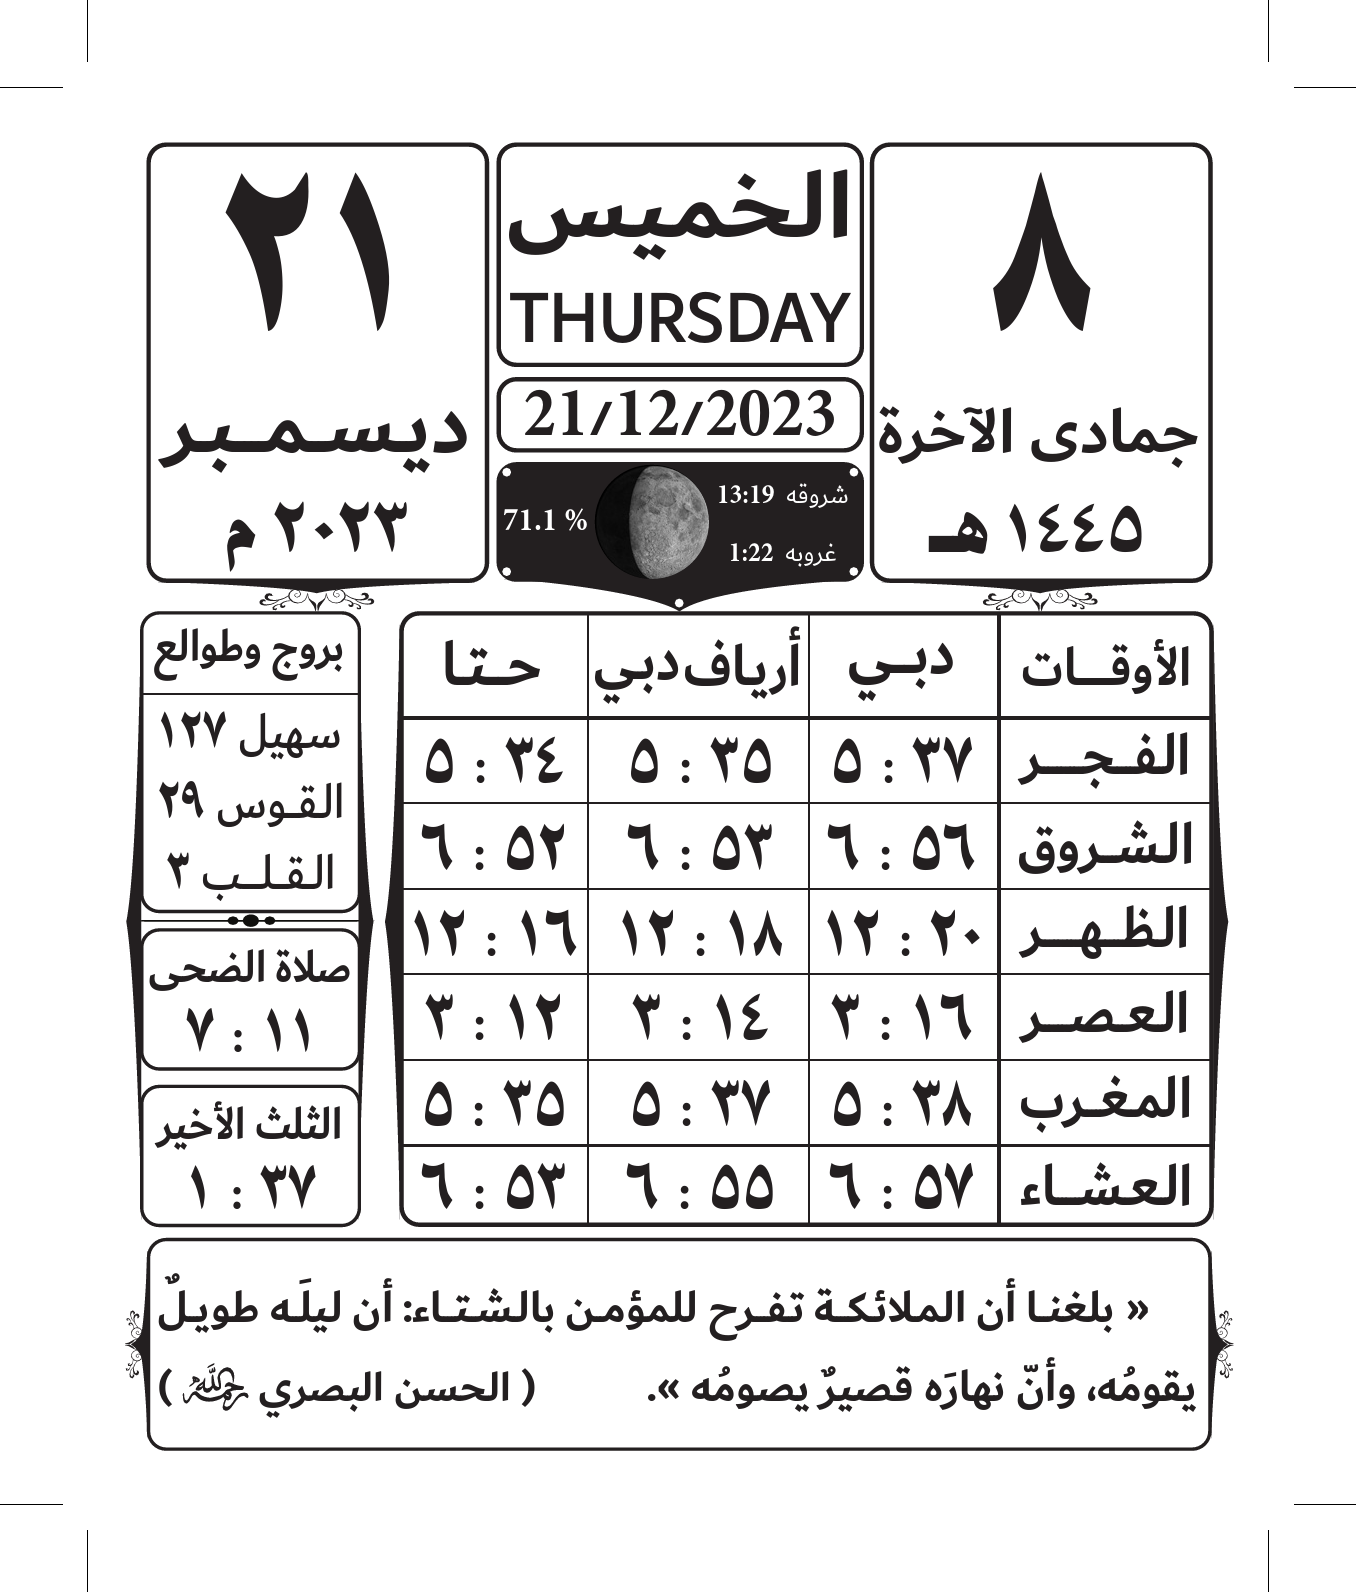 ٨
جمادى الآخرة
١٤٤٥ هـ
الخميس
THURSDAY
21/12/2023
شروقه 13:19
71.1 %
غروبه 1:22
٢١
ديسمبر
٢٠٢٣ م
الأوقات دبي أرياف دبي حتا
الفجر ٥ : ٣٧ ٥ : ٣٥ ٥ : ٣٤
الشروق ٦ : ٥٦ ٦ : ٥٣ ٦ : ٥٢
الظهر ١٢ : ٢٠ ١٢ : ١٨ ١٢ : ١٦
العصر ٣ : ١٦ ٣ : ١٤ ٣ : ١٢
المغرب ٥ : ٣٨ ٥ : ٣٧ ٥ : ٣٥
العشاء ٦ : ٥٧ ٦ : ٥٥ ٦ : ٥٣
بروج وطوالع
سهيل ١٢٧
القوس ٢٩
القلب ٣
صلاة الضحى
٧ : ١١
الثلث الأخير
١ : ٣٧
« بلغنا أن الملائكة تفرح للمؤمن بالشتاء: أن ليلَه طويلٌ
يقومُه، وأنّ نهارَه قصيرٌ يصومُه ». ( الحسن البصري رحمه الله )